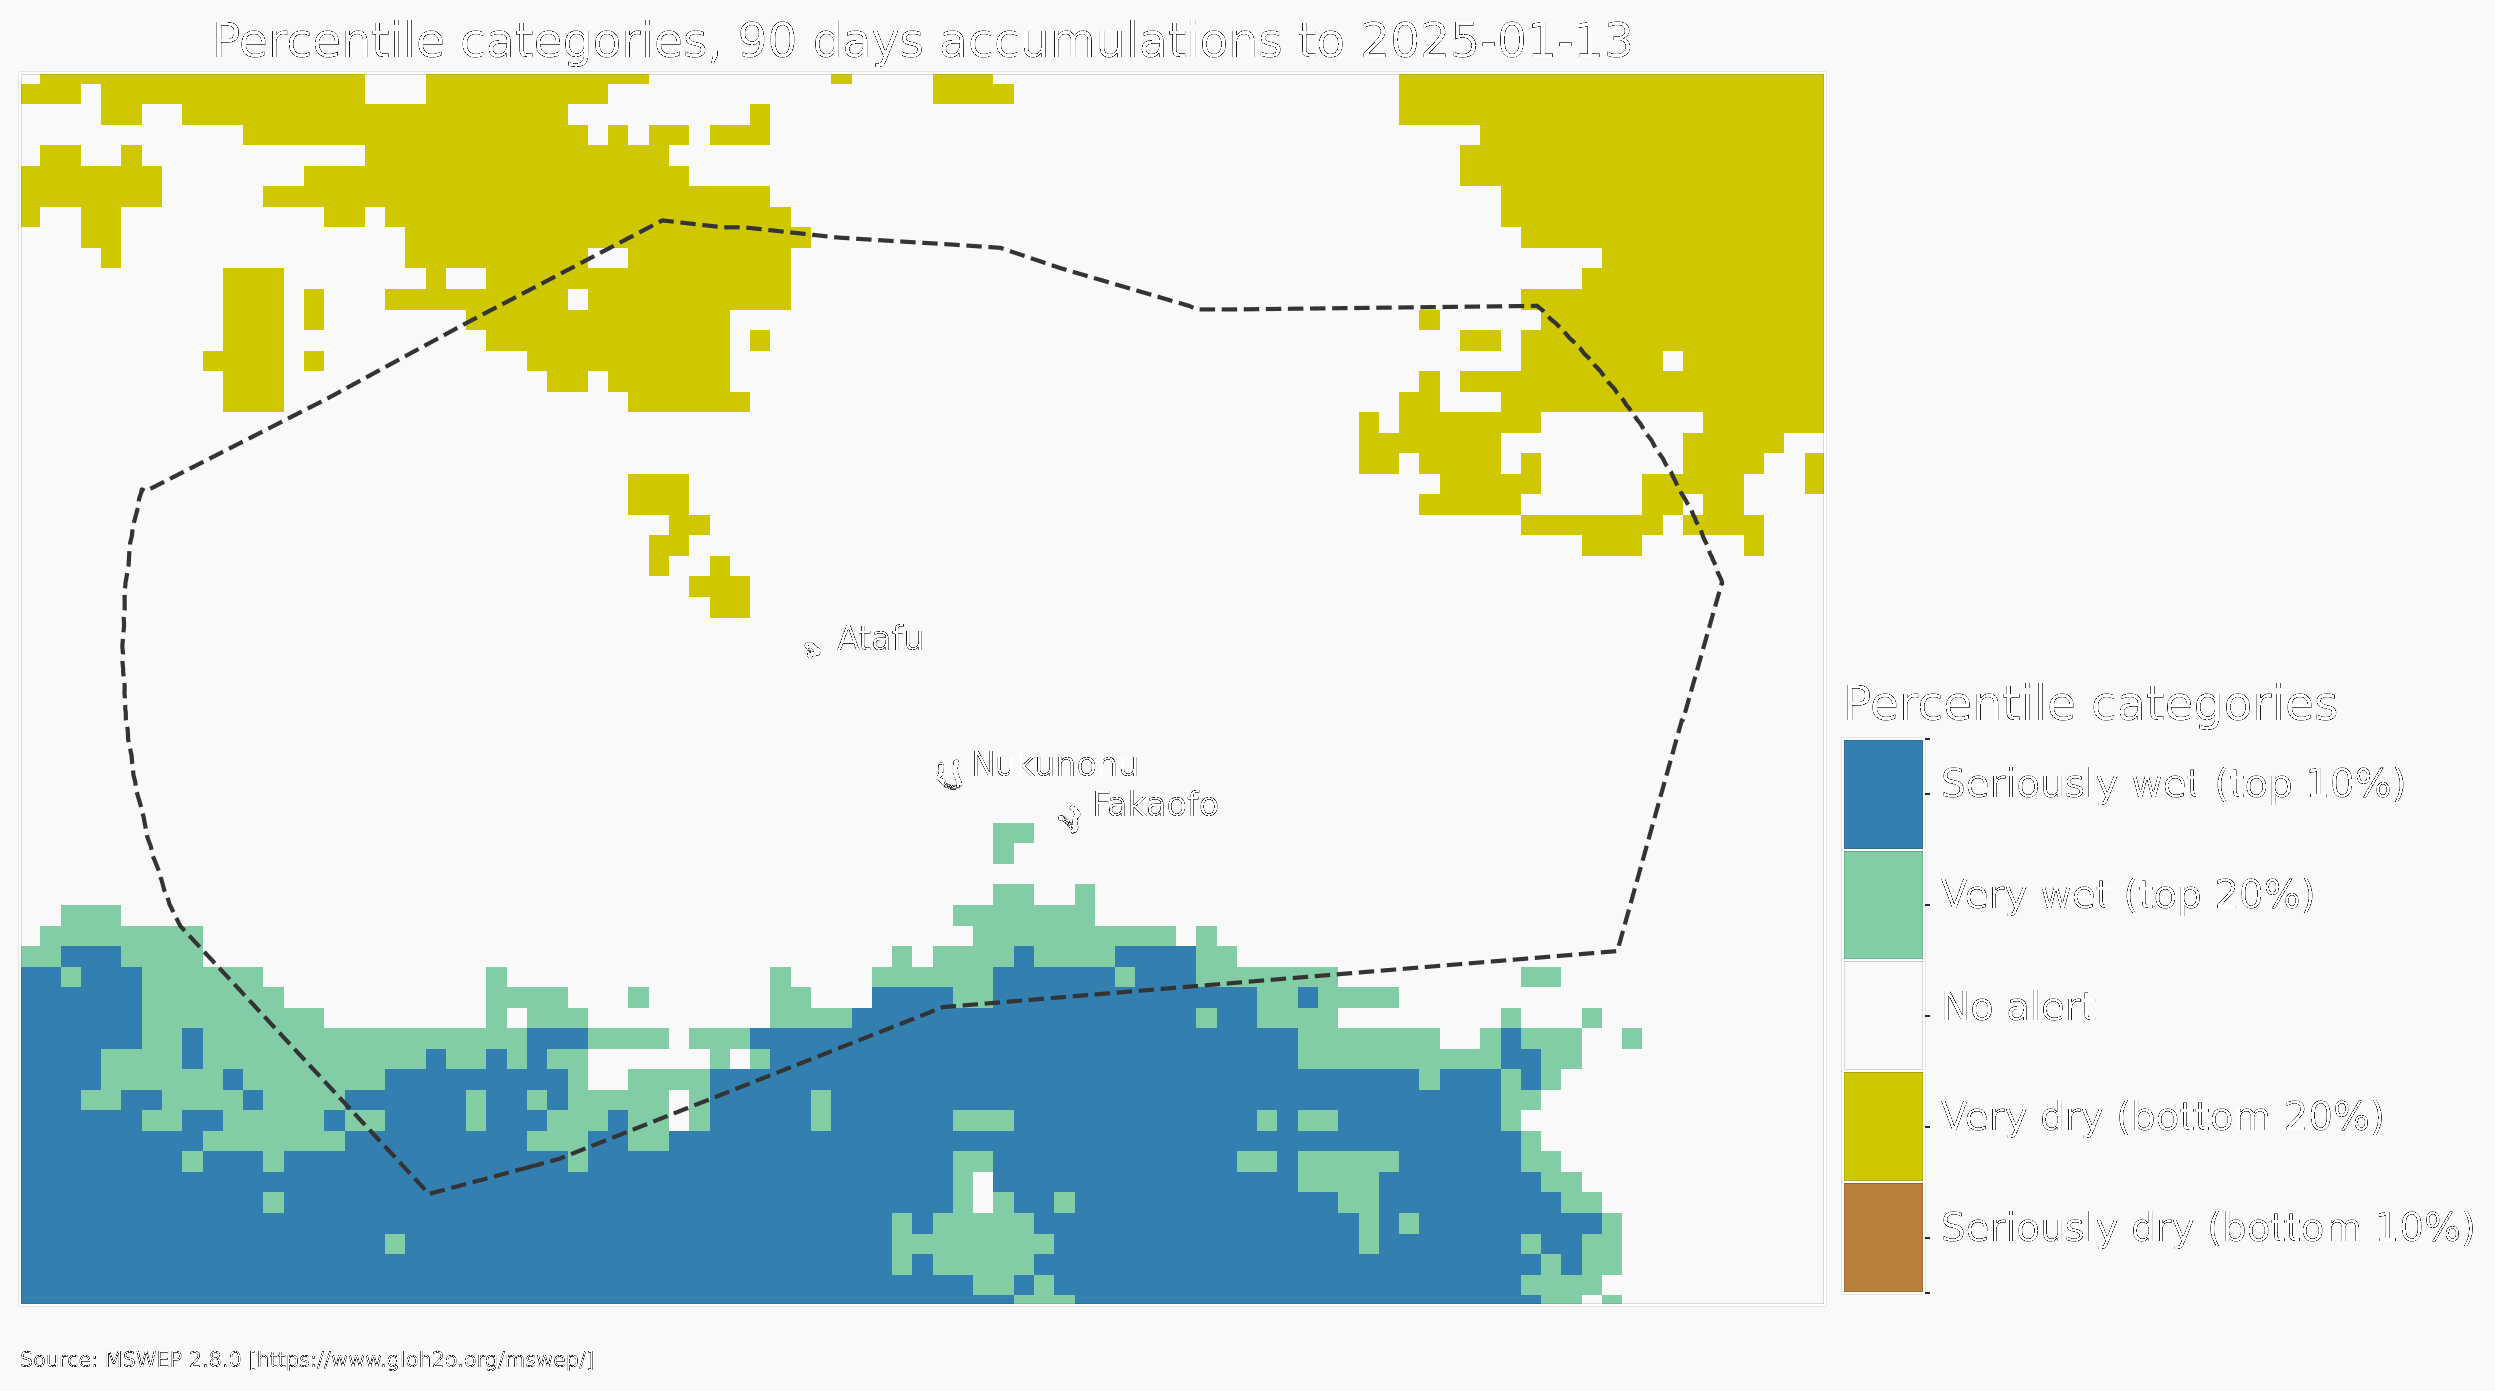 Percentile categories, 90 days accumulations to 2025-01-13
Atafu
Nukunonu
Fakaofo
Percentile categories
Seriously wet (top 10%)
Very wet (top 20%)
No alert
Very dry (bottom 20%)
Seriously dry (bottom 10%)
Source: MSWEP 2.8.0 [https://www.gloh2o.org/mswep/]